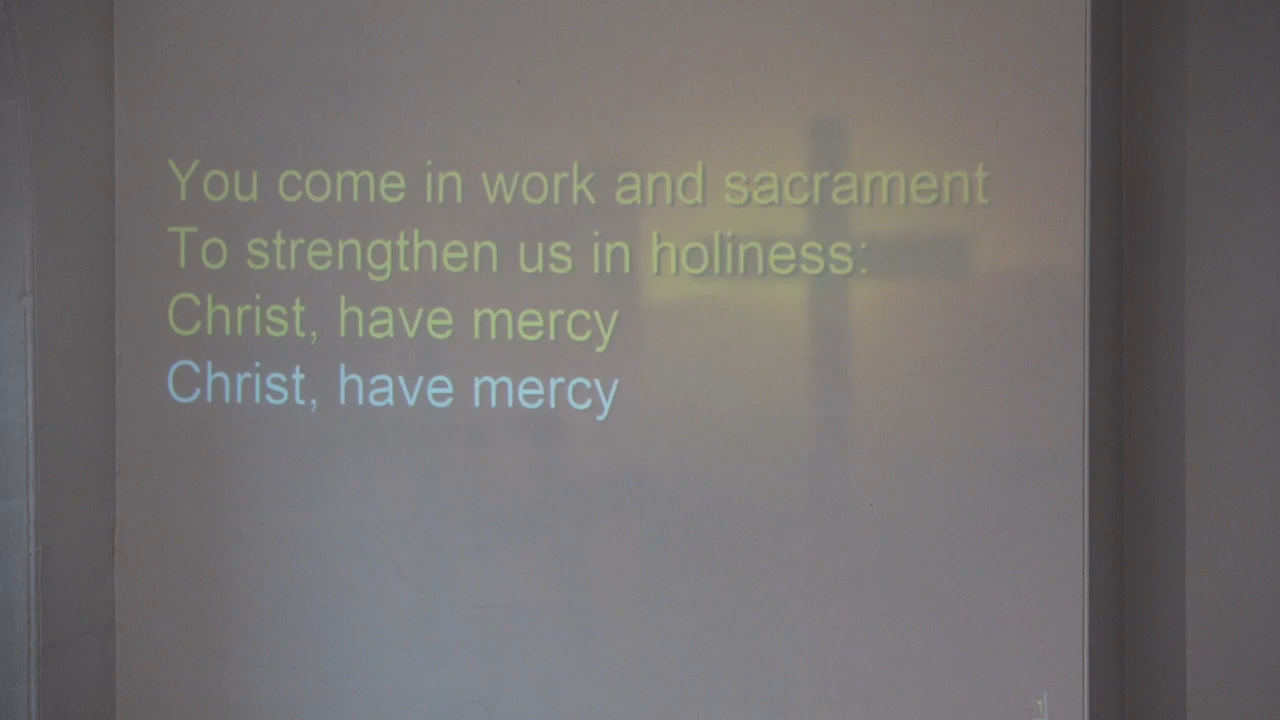 You come in work and sacrament
To strengthen us in holiness:
Christ, have mercy
Christ, have mercy